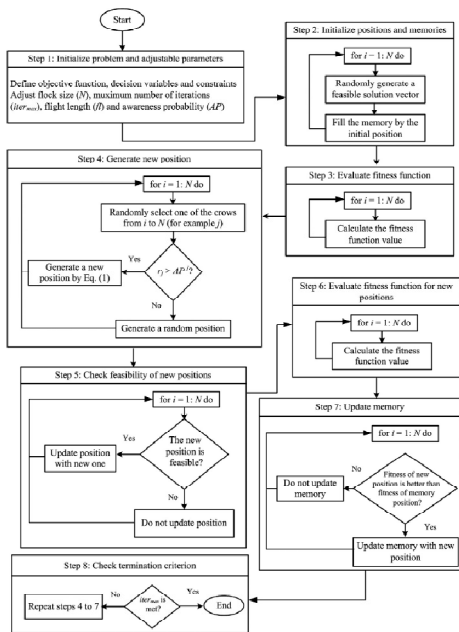 Start
Step 1: Initialize problem and adjustable parameters
Define objective function, decision variables and constraints
Adjust flock size (N), maximum number of iterations
(iter_max), flight length (fl) and awareness probability (AP)
Step 2: Initialize positions and memories
for i = 1: N do
Randomly generate a
feasible solution vector
Fill the memory by the
initial position
Step 3: Evaluate fitness function
for i = 1: N do
Calculate the fitness
function value
Step 4: Generate new position
for i = 1: N do
Randomly select one of the crows
from i to N (for example j)
Yes
Generate a new
position by Eq. (1)
No
Generate a random position
Step 5: Check feasibility of new positions
for i = 1: N do
The new
position is
feasible?
Yes
Update position
with new one
No
Do not update position
Step 6: Evaluate fitness function for new
positions
for i = 1: N do
Calculate the fitness
function value
Step 7: Update memory
for i = 1: N do
Fitness of new
position is better than
fitness of memory
position?
No
Do not update
memory
Yes
Update memory with new
position
Step 8: Check termination criterion
iter_max is
met?
No
Repeat steps 4 to 7
Yes
End